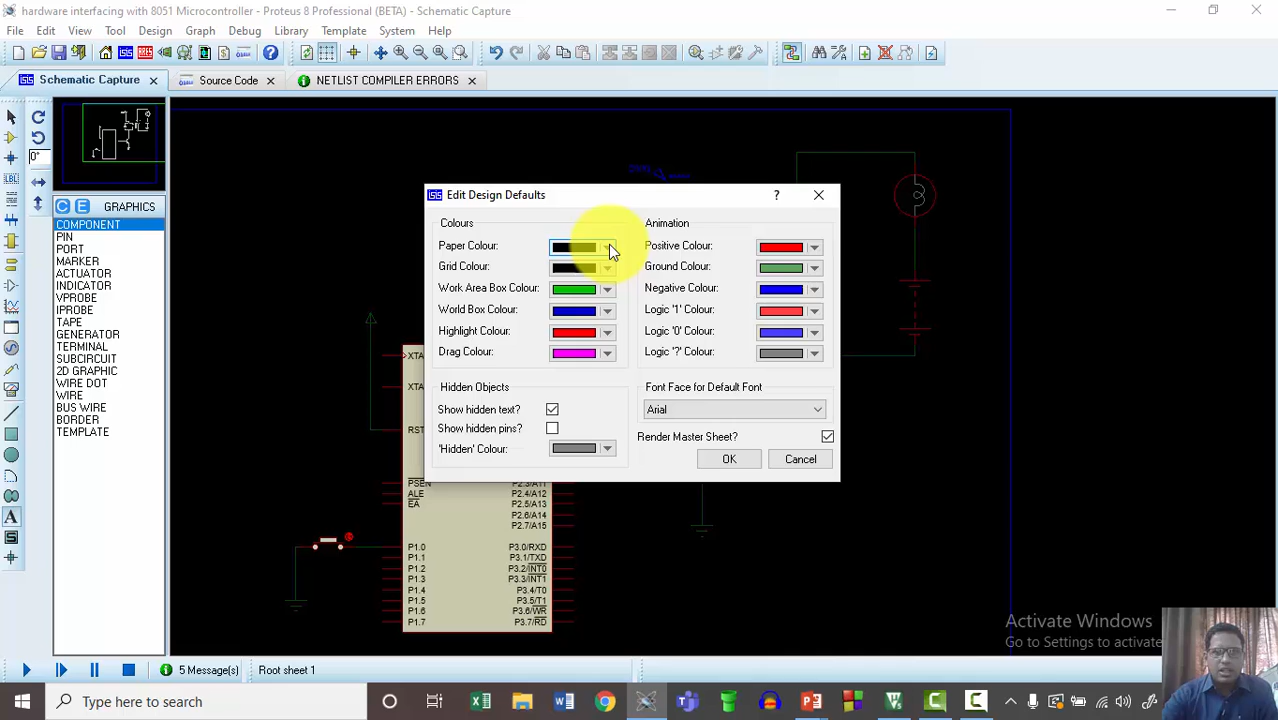 hardware interfacing with 8051 Microcontroller - Proteus 8 Professional (BETA) - Schematic Capture
File Edit View Tool Design Graph Debug Library Template System Help
Schematic Capture Source Code NETLIST COMPILER ERRORS
0°
LBL
C E GRAPHICS
COMPONENT
PIN
PORT
MARKER
ACTUATOR
INDICATOR
VPROBE
IPROBE
TAPE
GENERATOR
TERMINAL
SUBCIRCUIT
2D GRAPHIC
WIRE DOT
WIRE
BUS WIRE
BORDER
TEMPLATE
Edit Design Defaults
Colours
Paper Colour:
Grid Colour:
Work Area Box Colour:
World Box Colour:
Highlight Colour:
Drag Colour:
Animation
Positive Colour:
Ground Colour:
Negative Colour:
Logic '1' Colour:
Logic '0' Colour:
Logic '?' Colour:
Hidden Objects
Show hidden text?
Show hidden pins?
'Hidden' Colour:
Font Face for Default Font
Arial
Render Master Sheet?
OK Cancel
XTA
XTA
RST
PSEN
ALE
EA
P2.3/A11
P2.4/A12
P2.5/A13
P2.6/A14
P2.7/A15
P1.0 P3.0/RXD
P1.1 P3.1/TXD
P1.2 P3.2/INT0
P1.3 P3.3/INT1
P1.4 P3.4/T0
P1.5 P3.5/T1
P1.6 P3.6/WR
P1.7 P3.7/RD
Activate Windows
Go to Settings to activate
5 Message(s) Root sheet 1
Type here to search